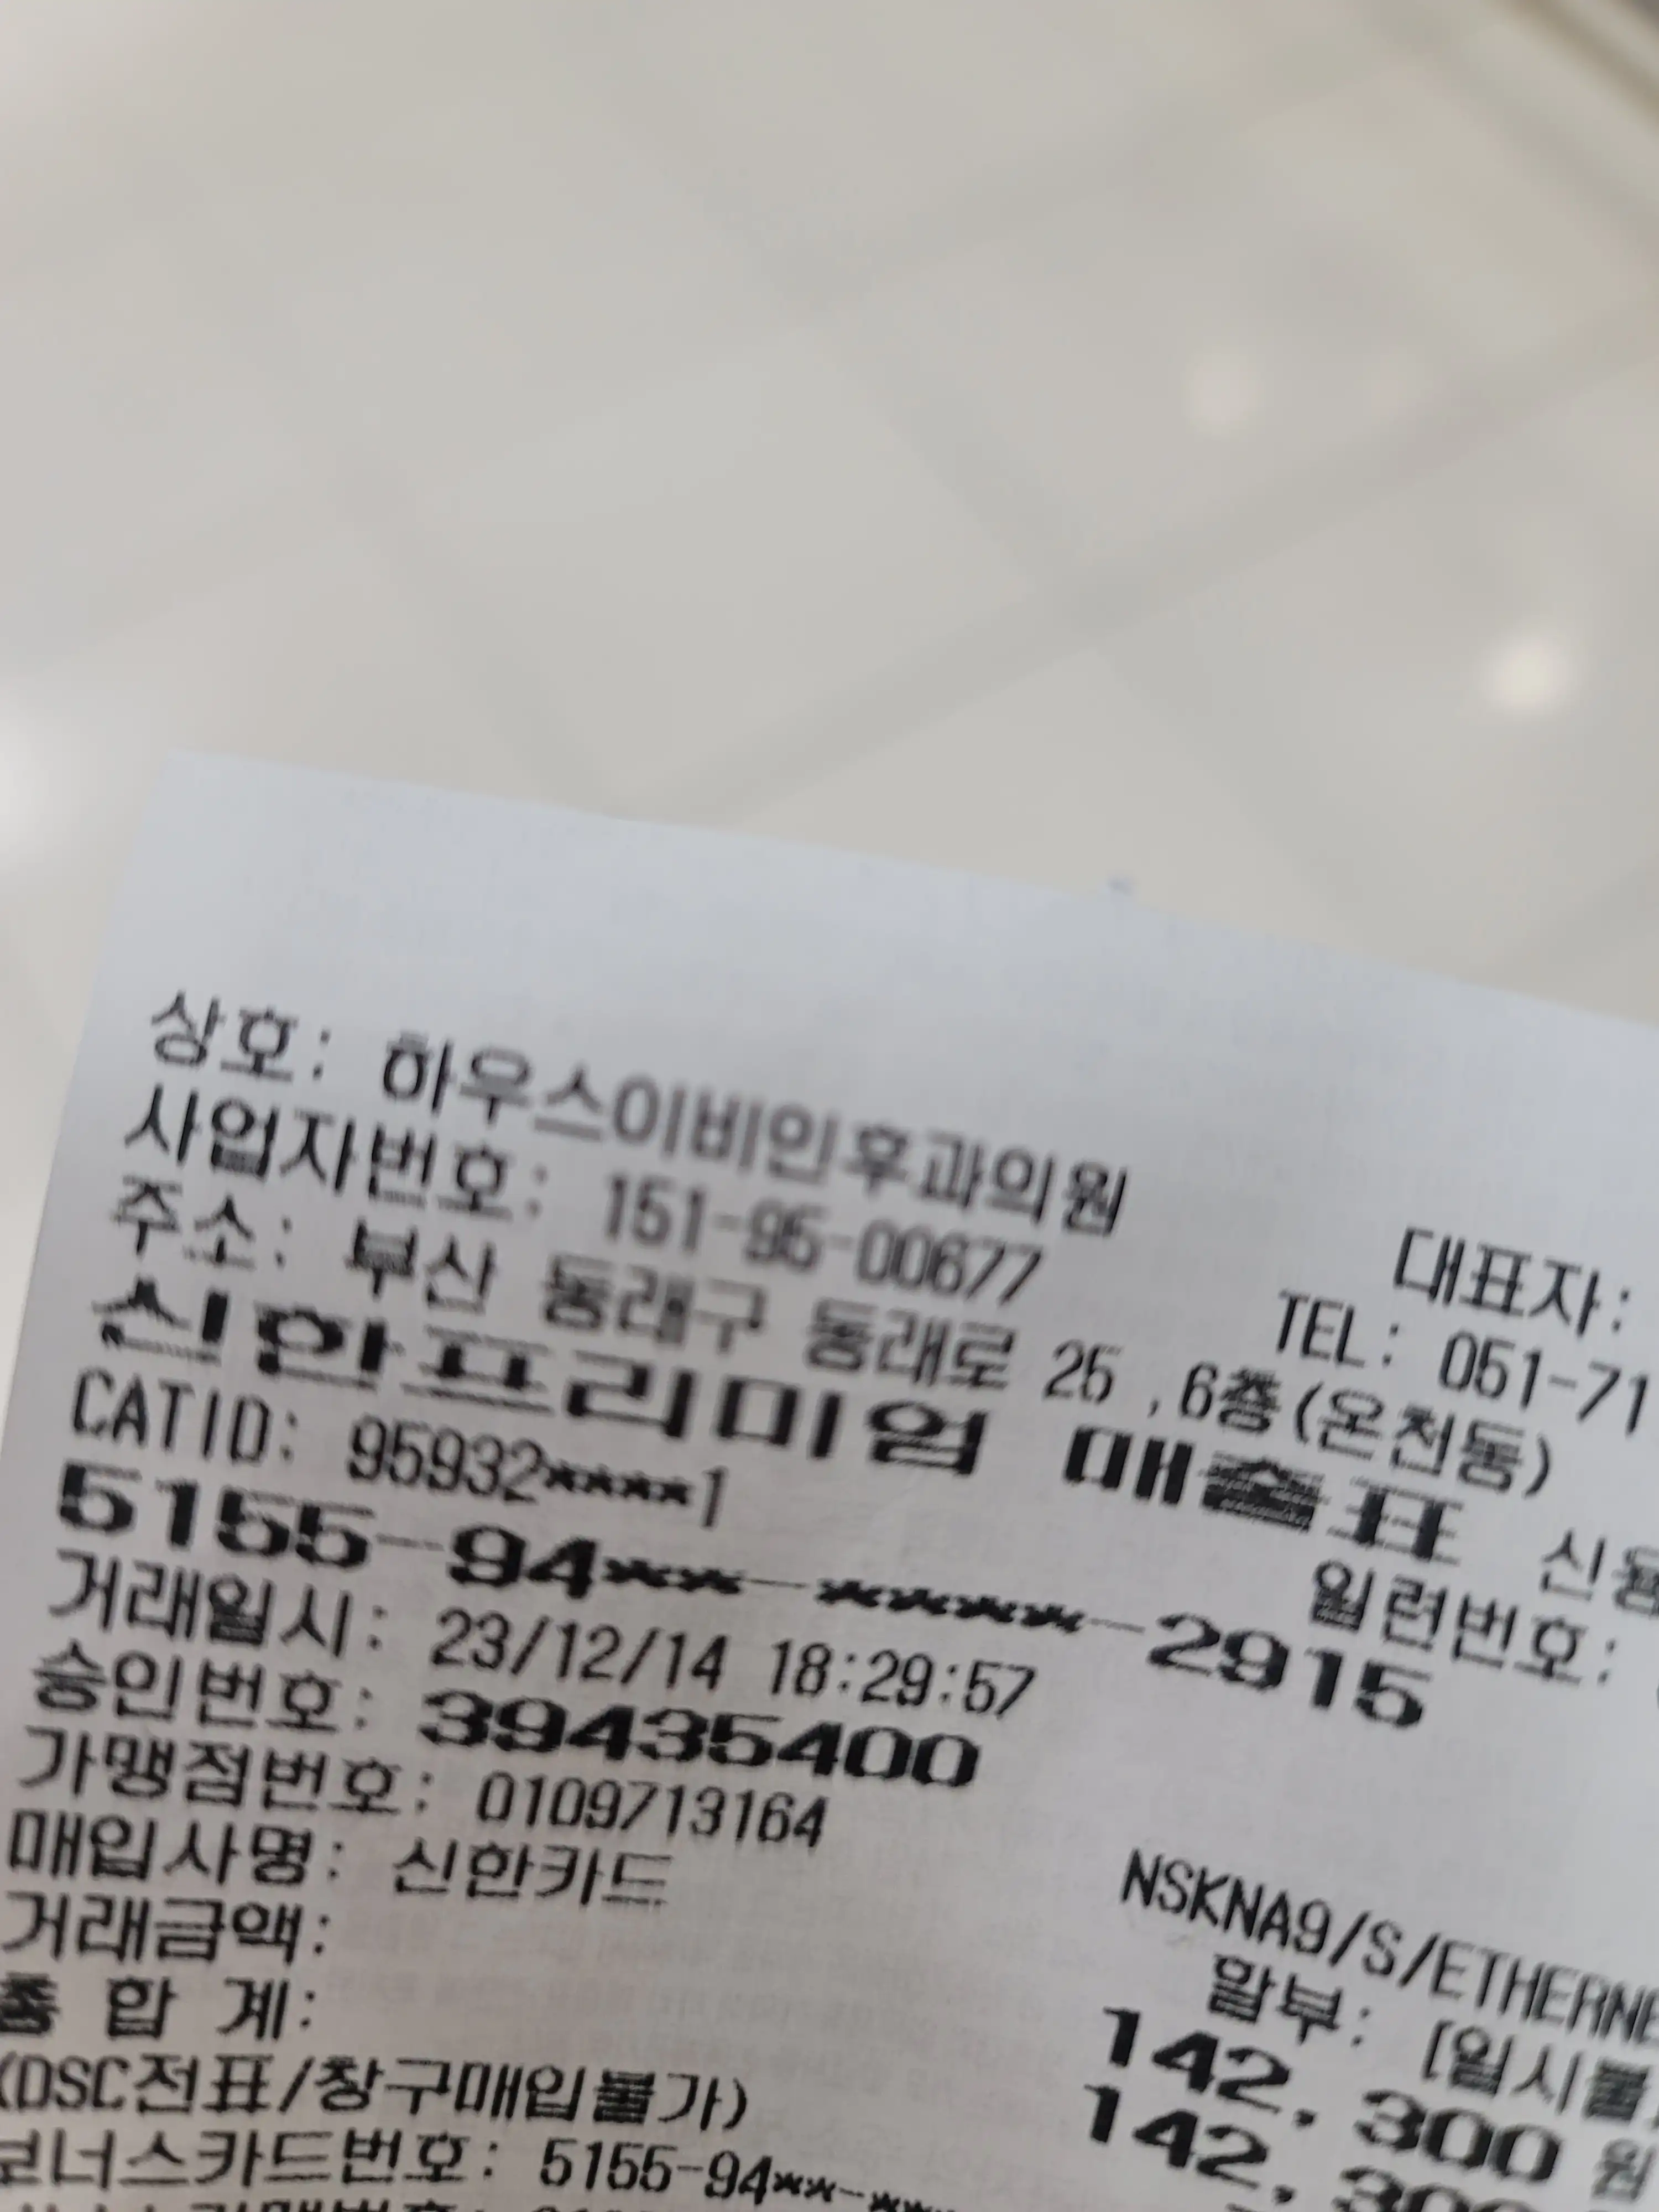 상호: 하우스이비인후과의원 대표자:
사업자번호: 151-95-00677 TEL: 051-71
주소: 부산 동래구 동래로 25 ,6층(온천동)
신한프리미엄 매출표 신용
CATID: 95932****1 일련번호:
5155-94**-****-2915
거래일시: 23/12/14 18:29:57
승인번호: 39435400
가맹점번호: 0109713164
매입사명: 신한카드 NSKNA9/S/ETHERNE
할부: [일시불
거래금액: 142,300 원
총 합 계: 142,30
(DSC전표/창구매입불가)
보너스카드번호: 5155-94**-**